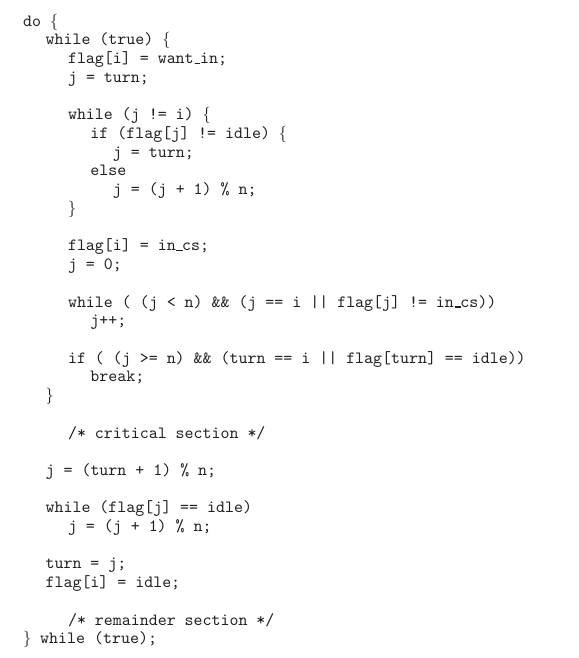 do {
while (true) {
flag[i] = want_in;
j = turn;
while (j != i) {
if (flag[j] != idle) {
j = turn;
else
j = (j + 1) % n;
}
flag[i] = in_cs;
j = 0;
while ( (j < n) && (j == i || flag[j] != in_cs))
j++;
if ( (j >= n) && (turn == i || flag[turn] == idle))
break;
}
/* critical section */
j = (turn + 1) % n;
while (flag[j] == idle)
j = (j + 1) % n;
turn = j;
flag[i] = idle;
/* remainder section */
} while (true);